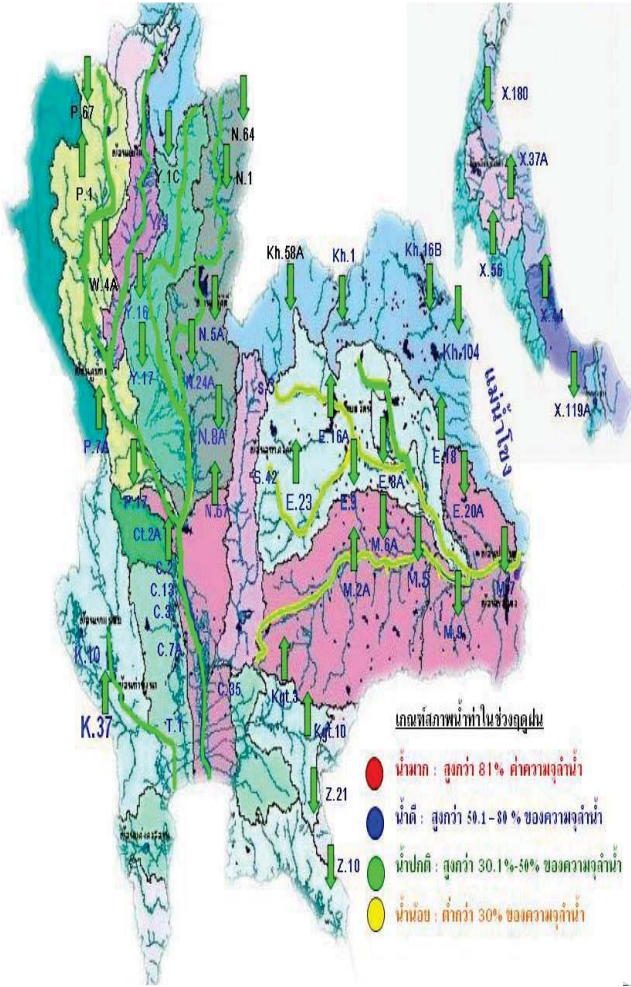 X.180
P.67
N.64
Y.1C
X.37A
N.1
P.1
Kh.58A
Kh.1
Kh.16B
X.56
W.4A
Y.16
N.5A
Kh.104
แม่น้ำโขง
Y.17
W.24A
X.119A
P.7A
N.8A
E.16A
E.18
S.42
E.23
E.9
E.8A
E.20A
P.17
N.67
Ct.2A
M.6A
M.5
M.7
C.13
C.3
M.2A
M.9
K.10
C.7A
C.35
Kgt.3
K.37
T.1
Kgt.10
เกณฑ์สภาพน้ำท่าในช่วงฤดูฝน
น้ำมาก : สูงกว่า 81% ค่าความจุลำน้ำ
Z.21
น้ำดี : สูงกว่า 50.1 - 80 % ของความจุลำน้ำ
Z.10
น้ำปกติ : สูงกว่า 30.1%-50% ของความจุลำน้ำ
น้ำน้อย : ต่ำกว่า 30% ของความจุลำน้ำ